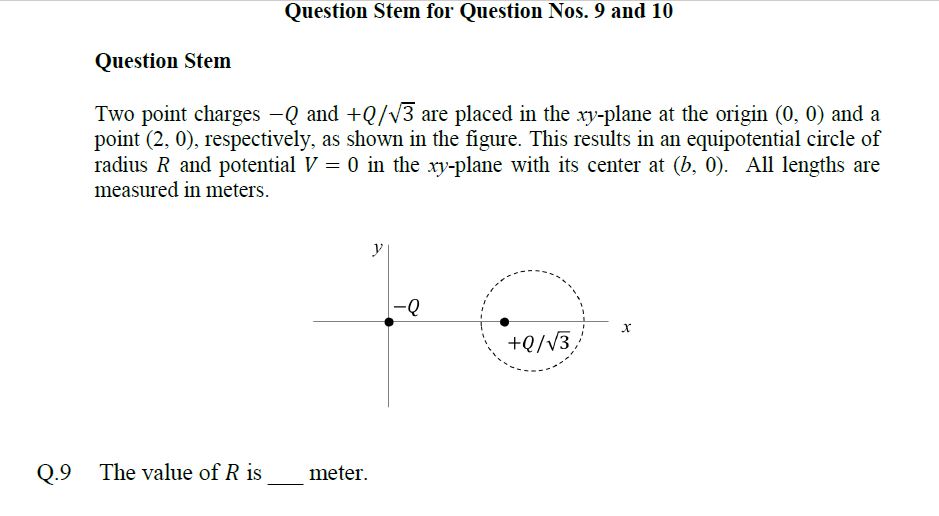 Question Stem for Question Nos. 9 and 10
Question Stem
Two point charges −Q and +Q/√3 are placed in the xy-plane at the origin (0, 0) and a
point (2, 0), respectively, as shown in the figure. This results in an equipotential circle of
radius R and potential V = 0 in the xy-plane with its center at (b, 0). All lengths are
measured in meters.
y
−Q
x
+Q/√3
Q.9 The value of R is ___ meter.